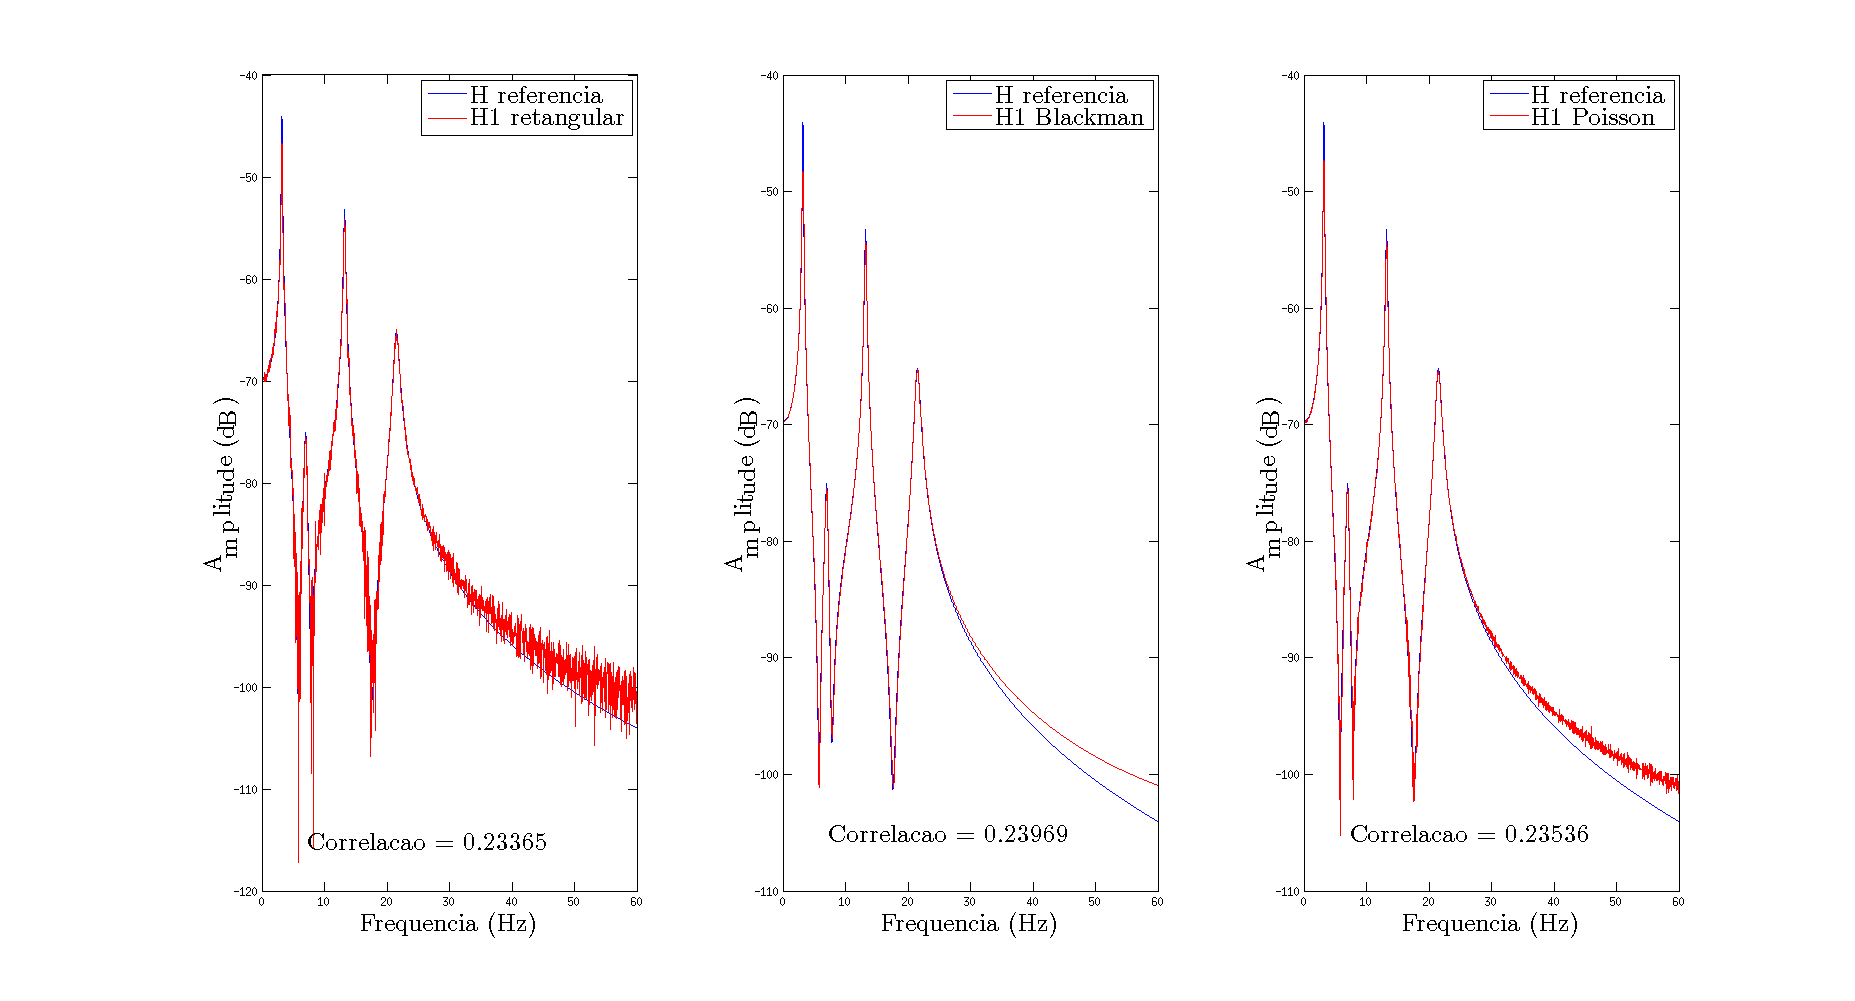 H referencia
H1 retangular
-40
-50
-60
-70
-80
-90
-100
-110
-120
Amplitude (dB)
Correlacao = 0.23365
0 10 20 30 40 50 60
Frequencia (Hz)
H referencia
H1 Blackman
-40
-50
-60
-70
-80
-90
-100
-110
Amplitude (dB)
Correlacao = 0.23969
0 10 20 30 40 50 60
Frequencia (Hz)
H referencia
H1 Poisson
-40
-50
-60
-70
-80
-90
-100
-110
Amplitude (dB)
Correlacao = 0.23536
0 10 20 30 40 50 60
Frequencia (Hz)